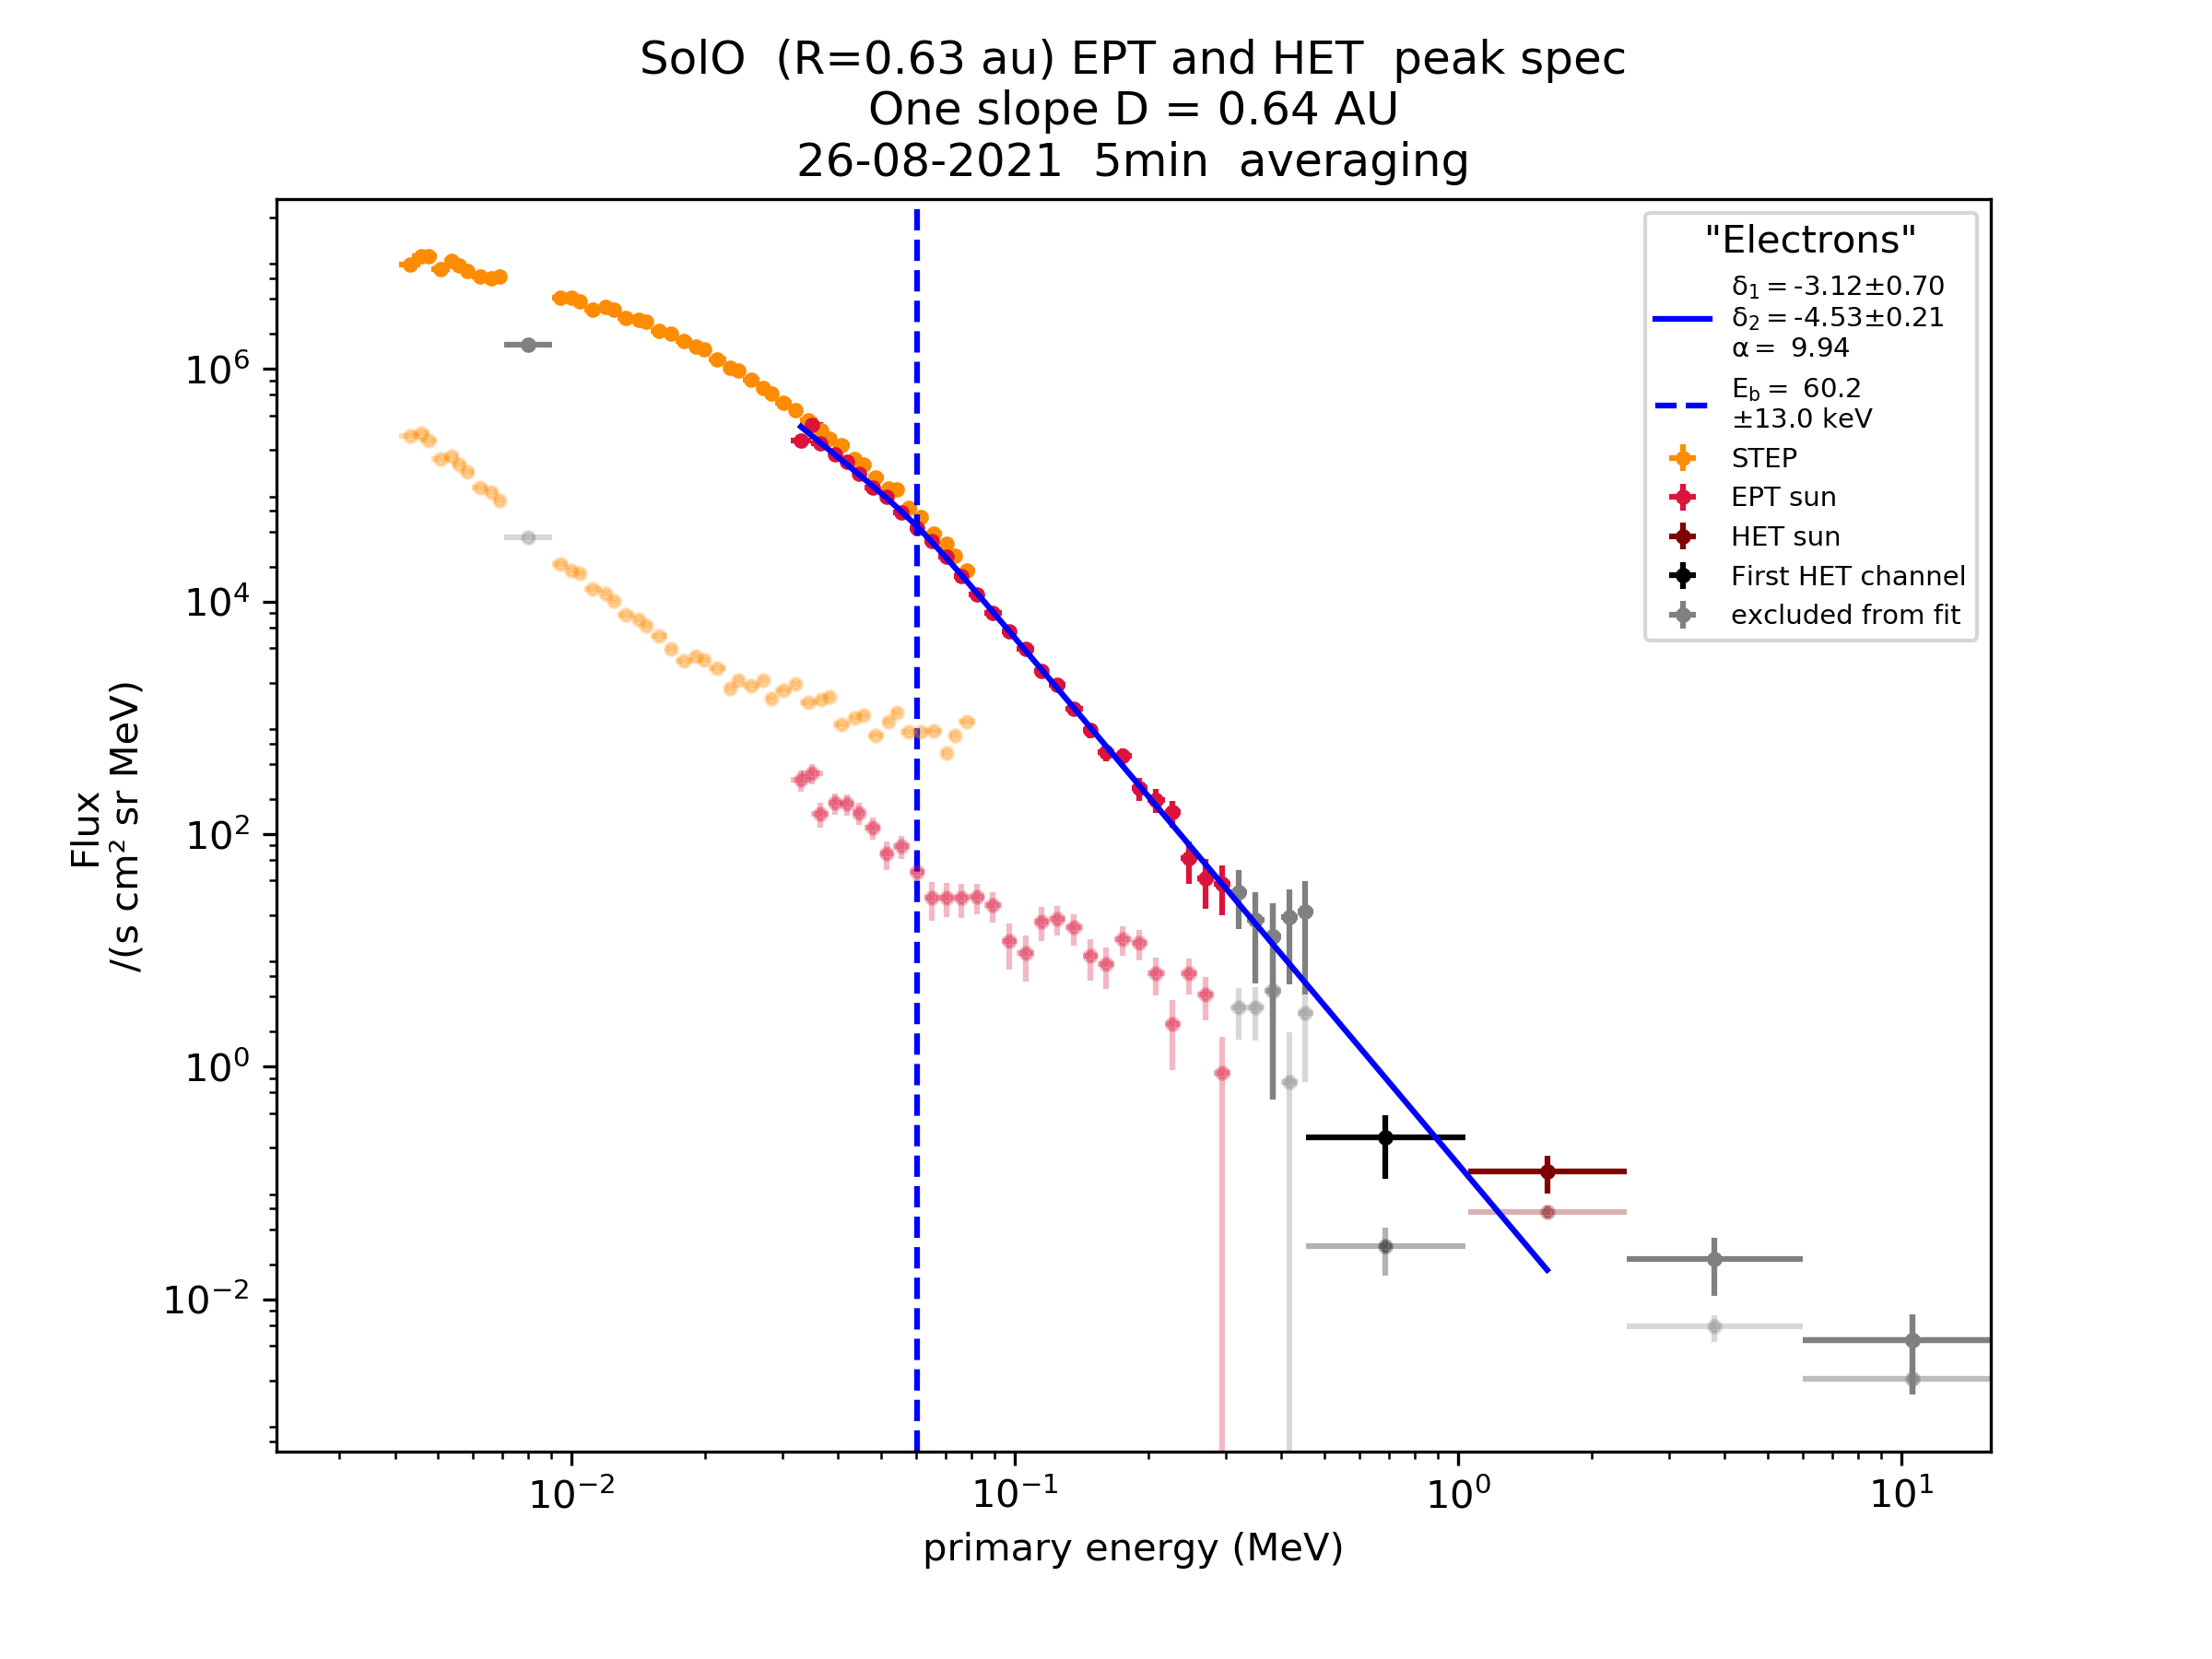 SolO  (R=0.63 au) EPT and HET  peak spec
One slope D = 0.64 AU
26-08-2021  5min  averaging
"Electrons"
δ₁ = -3.12±0.70
δ₂ = -4.53±0.21
α =  9.94
E_b =  60.2
±13.0 keV
STEP
EPT sun
HET sun
First HET channel
excluded from fit
Flux
/(s cm² sr MeV)
10⁶
10⁴
10²
10⁰
10⁻²
10⁻² 10⁻¹ 10⁰ 10¹
primary energy (MeV)